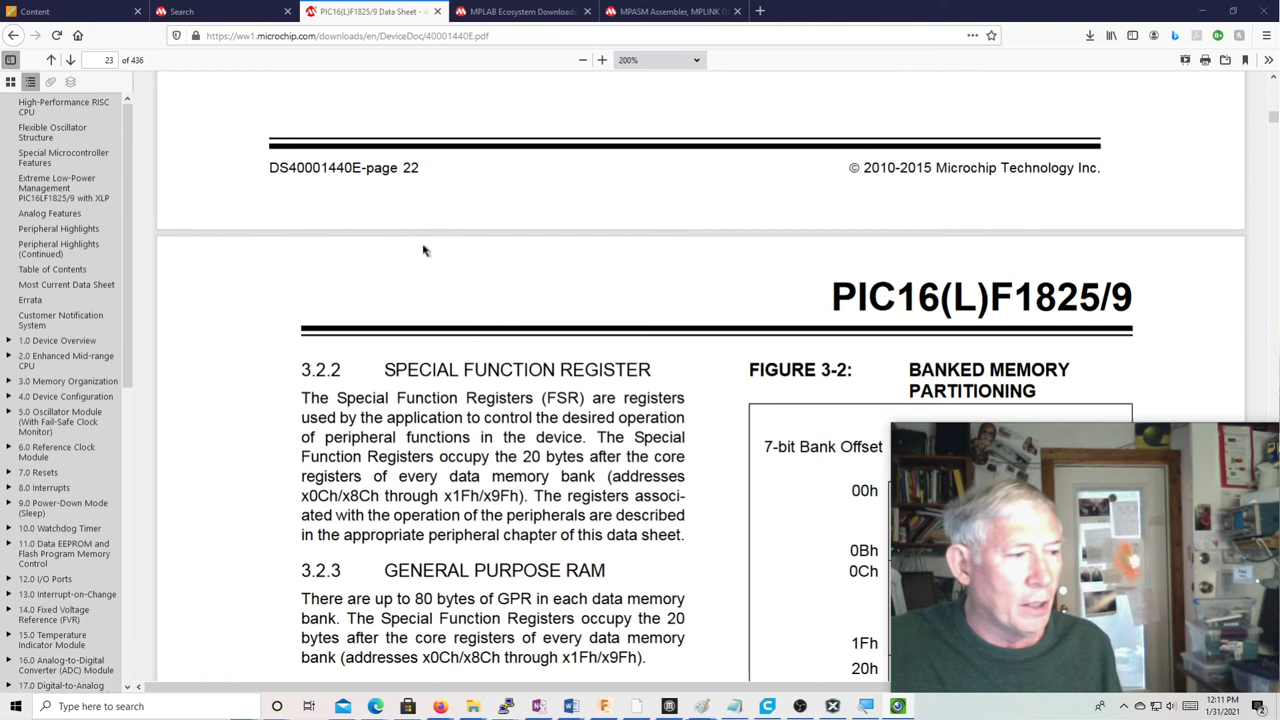 Content
Search
PIC16(L)F1825/9 Data Sheet - 4
MPLAB Ecosystem Downloads
MPASM Assembler, MPLINK O
https://ww1.microchip.com/downloads/en/DeviceDoc/40001440E.pdf
23 of 436
200%
High-Performance RISC
CPU
Flexible Oscillator
Structure
Special Microcontroller
Features
Extreme Low-Power
Management
PIC16LF1825/9 with XLP
Analog Features
Peripheral Highlights
Peripheral Highlights
(Continued)
Table of Contents
Most Current Data Sheet
Errata
Customer Notification
System
1.0 Device Overview
2.0 Enhanced Mid-range
CPU
3.0 Memory Organization
4.0 Device Configuration
5.0 Oscillator Module
(With Fail-Safe Clock
Monitor)
6.0 Reference Clock
Module
7.0 Resets
8.0 Interrupts
9.0 Power-Down Mode
(Sleep)
10.0 Watchdog Timer
11.0 Data EEPROM and
Flash Program Memory
Control
12.0 I/O Ports
13.0 Interrupt-on-Change
14.0 Fixed Voltage
Reference (FVR)
15.0 Temperature
Indicator Module
16.0 Analog-to-Digital
Converter (ADC) Module
17.0 Digital-to-Analog
DS40001440E-page 22
© 2010-2015 Microchip Technology Inc.
PIC16(L)F1825/9
3.2.2 SPECIAL FUNCTION REGISTER
The Special Function Registers (FSR) are registers
used by the application to control the desired operation
of peripheral functions in the device. The Special
Function Registers occupy the 20 bytes after the core
registers of every data memory bank (addresses
x0Ch/x8Ch through x1Fh/x9Fh). The registers associ-
ated with the operation of the peripherals are described
in the appropriate peripheral chapter of this data sheet.
3.2.3 GENERAL PURPOSE RAM
There are up to 80 bytes of GPR in each data memory
bank. The Special Function Registers occupy the 20
bytes after the core registers of every data memory
bank (addresses x0Ch/x8Ch through x1Fh/x9Fh).
FIGURE 3-2: BANKED MEMORY
PARTITIONING
7-bit Bank Offset
00h
0Bh
0Ch
1Fh
20h
Type here to search
12:11 PM
1/31/2021